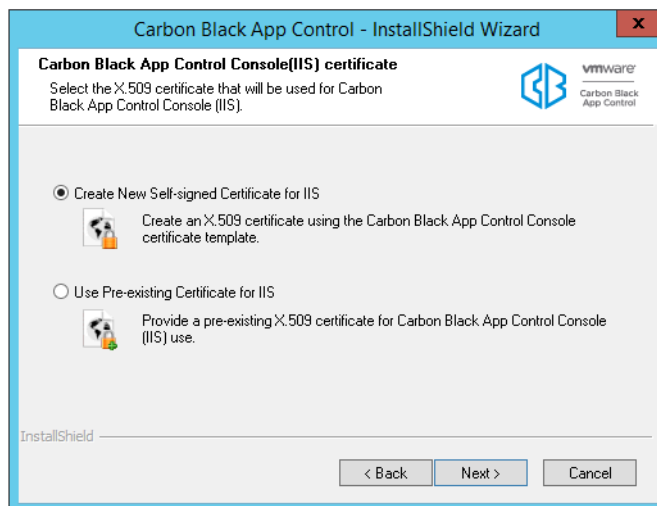 Carbon Black App Control - InstallShield Wizard
x
Carbon Black App Control Console(IIS) certificate
Select the X.509 certificate that will be used for Carbon
Black App Control Console (IIS).
vmware
Carbon Black
App Control
Create New Self-signed Certificate for IIS
Create an X.509 certificate using the Carbon Black App Control Console
certificate template.
Use Pre-existing Certificate for IIS
Provide a pre-existing X.509 certificate for Carbon Black App Control Console
(IIS) use.
InstallShield
< Back
Next >
Cancel